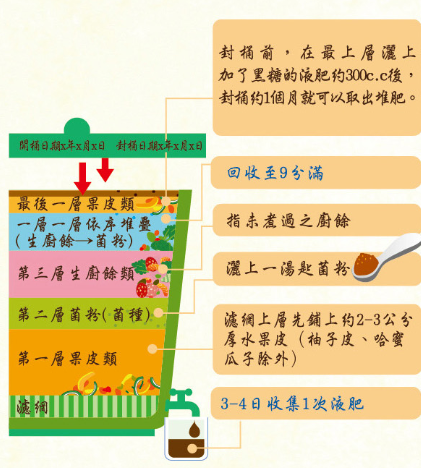 封桶前，在最上層灑上
加了黑糖的液肥約300c.c後，
封桶約1個月就可以取出堆肥。
開桶日期x年x月x日 封桶日期x年x月x日
回收至9分滿
最後一層果皮類
一層一層依序堆疊
(生廚餘→菌粉)
指未煮過之廚餘
第三層生廚餘類
灑上一湯匙菌粉
第二層菌粉(菌種)
濾網上層先鋪上約2-3公分
厚水果皮（柚子皮、哈蜜
瓜子除外）
第一層果皮類
3-4日收集1次液肥
濾網